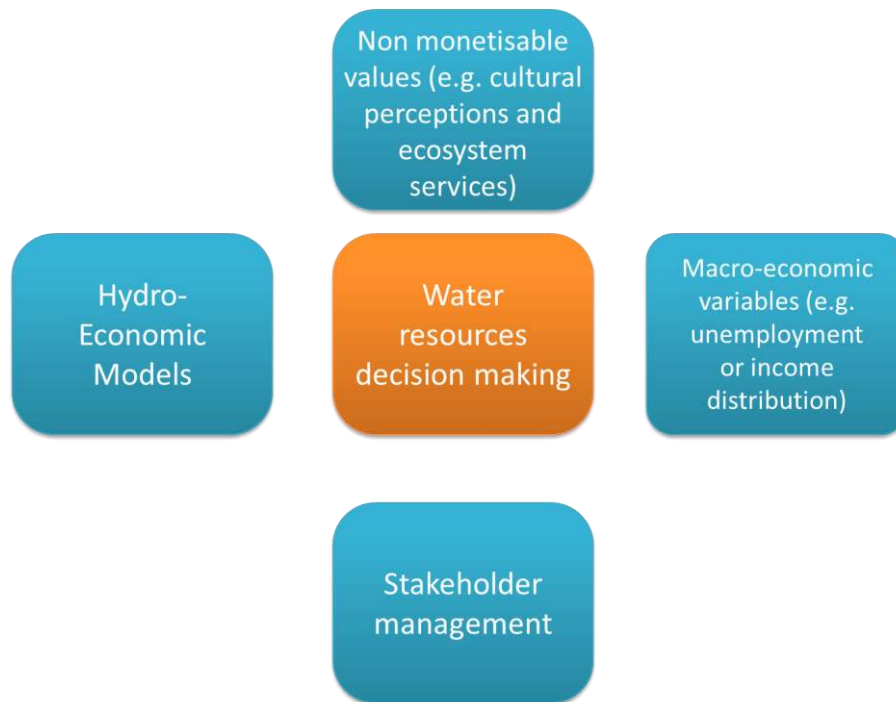 Non monetisable
values (e.g. cultural
perceptions and
ecosystem
services)
Hydro-
Economic
Models
Water
resources
decision making
Macro-economic
variables (e.g.
unemployment
or income
distribution)
Stakeholder
management